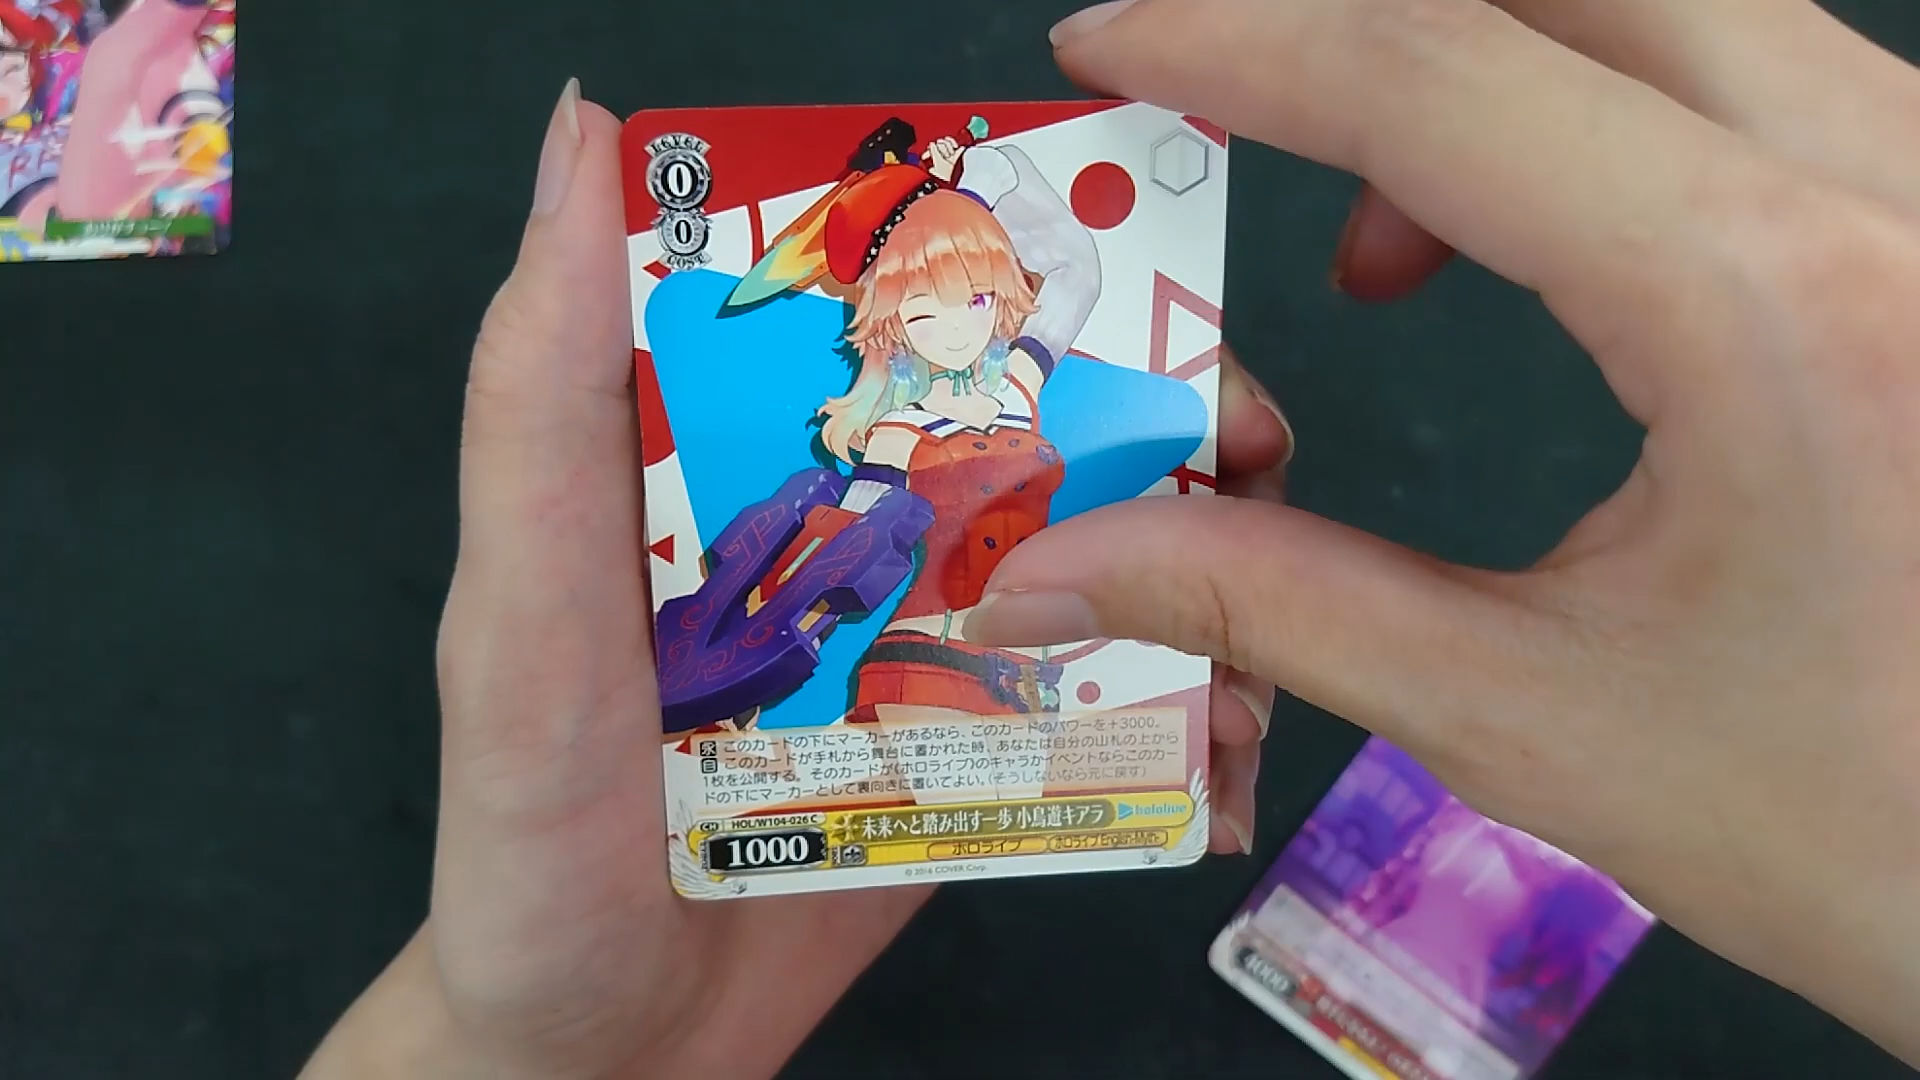 LEVEL
0
0
COST
永 このカードの下にマーカーがあるなら、このカードのパワーを+3000。
自 このカードが手札から舞台に置かれた時、あなたは自分の山札の上から
1枚を公開する。そのカードが《ホロライブ》のキャラかイベントならこのカー
ドの下にマーカーとして裏向きに置いてよい。(そうしないなら元に戻す)
CH HOL/W104-026 C
未来へと踏み出す一歩 小鳥遊キアラ
hololive
POWER 1000
ホロライブ
ホロライブEnglish-Myth-
© 2016 COVER Corp.
4000